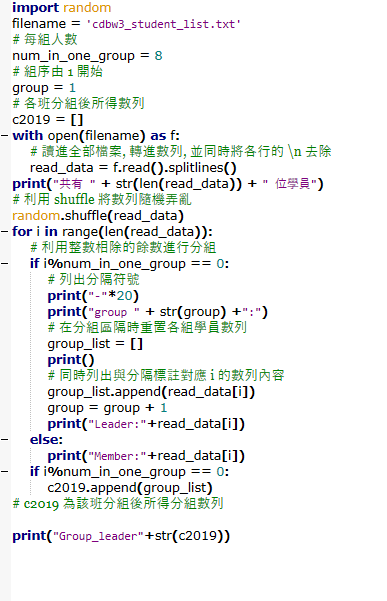 import random
filename = 'cdbw3_student_list.txt'
# 每組人數
num_in_one_group = 8
# 組序由 1 開始
group = 1
# 各班分組後所得數列
c2019 = []
with open(filename) as f:
    # 讀進全部檔案, 轉進數列, 並同時將各行的 \n 去除
    read_data = f.read().splitlines()
print("共有 " + str(len(read_data)) + " 位學員")
# 利用 shuffle 將數列隨機弄亂
random.shuffle(read_data)
for i in range(len(read_data)):
    # 利用整數相除的餘數進行分組
    if i%num_in_one_group == 0:
        # 列出分隔符號
        print("-"*20)
        print("group " + str(group) +":")
        # 在分組區隔時重置各組學員數列
        group_list = []
        print()
        # 同時列出與分隔標註對應 i 的數列內容
        group_list.append(read_data[i])
        group = group + 1
        print("Leader:"+read_data[i])
    else:
        print("Member:"+read_data[i])
    if i%num_in_one_group == 0:
        c2019.append(group_list)
# c2019 為該班分組後所得分組數列
print("Group_leader"+str(c2019))